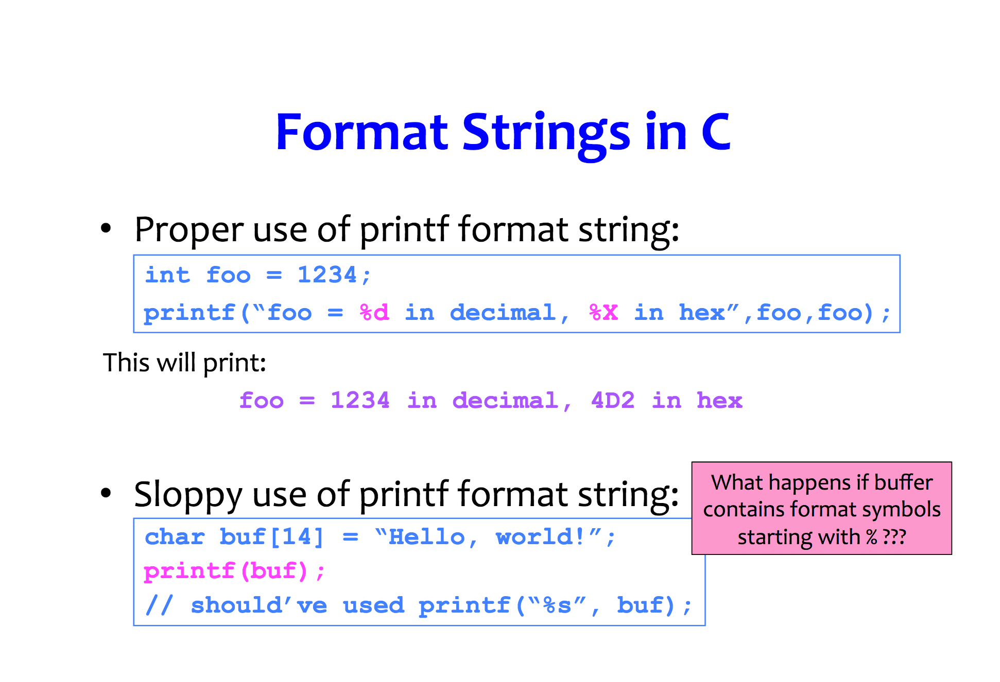 Format Strings in C
• Proper use of printf format string:
int foo = 1234;
printf(“foo = %d in decimal, %X in hex”,foo,foo);
This will print:
foo = 1234 in decimal, 4D2 in hex
• Sloppy use of printf format string:
What happens if buffer
contains format symbols
starting with % ???
char buf[14] = “Hello, world!”;
printf(buf);
// should’ve used printf(“%s”, buf);